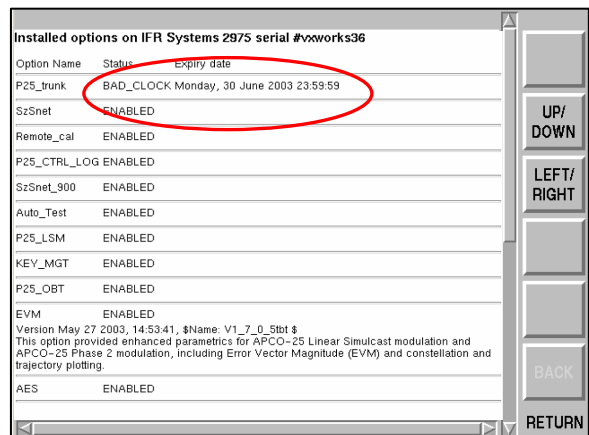 Installed options on IFR Systems 2975 serial #vxworks36
Option Name Status Expiry date
P25_trunk BAD_CLOCK Monday, 30 June 2003 23:59:59
SzSnet ENABLED
Remote_cal ENABLED
P25_CTRL_LOG ENABLED
SzSnet_900 ENABLED
Auto_Test ENABLED
P25_LSM ENABLED
KEY_MGT ENABLED
P25_OBT ENABLED
EVM ENABLED
Version May 27 2003, 14:53:41, $Name: V1_7_0_5tbt $
This option provided enhanced parametrics for APCO-25 Linear Simulcast modulation and
APCO-25 Phase 2 modulation, including Error Vector Magnitude (EVM) and constellation and
trajectory plotting.
AES ENABLED
UP/
DOWN
LEFT/
RIGHT
BACK
RETURN